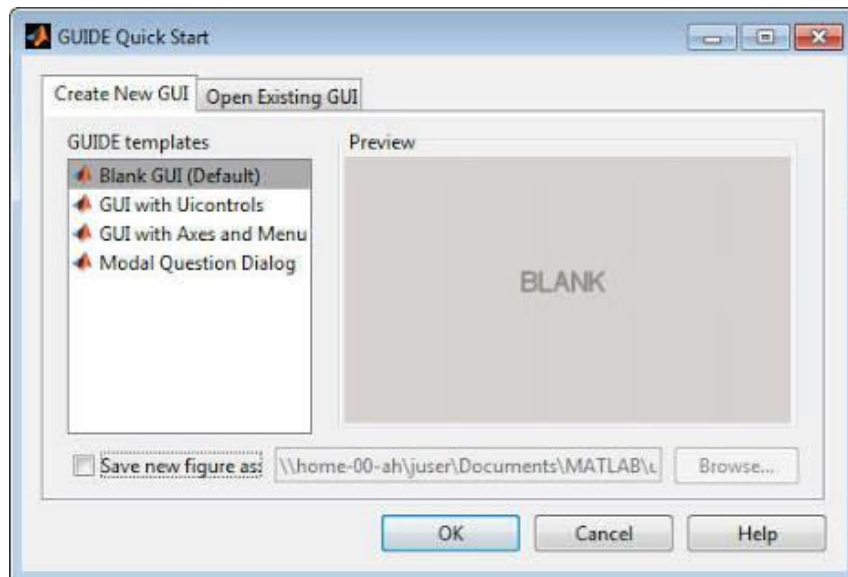 GUIDE Quick Start
Create New GUI
Open Existing GUI
GUIDE templates
Preview
Blank GUI (Default)
GUI with Uicontrols
GUI with Axes and Menu
Modal Question Dialog
BLANK
Save new figure as:
\\home-00-ah\juser\Documents\MATLAB\u
Browse...
OK
Cancel
Help